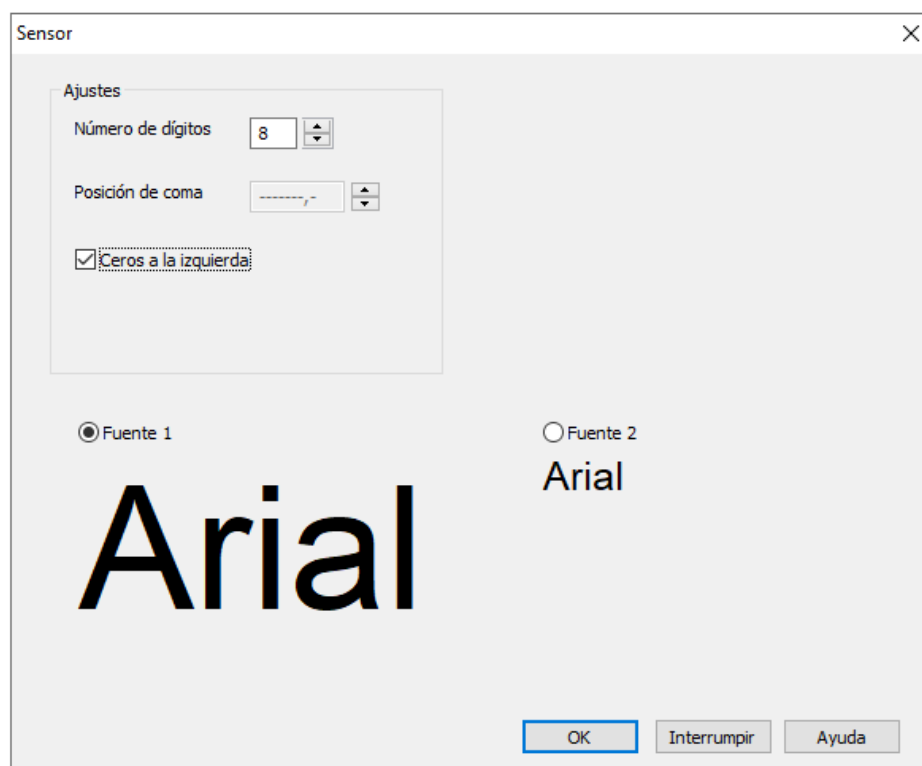 Sensor
Ajustes
Número de dígitos 8
Posición de coma -------,-
Ceros a la izquierda
Fuente 1 Fuente 2
Arial Arial
OK Interrumpir Ayuda